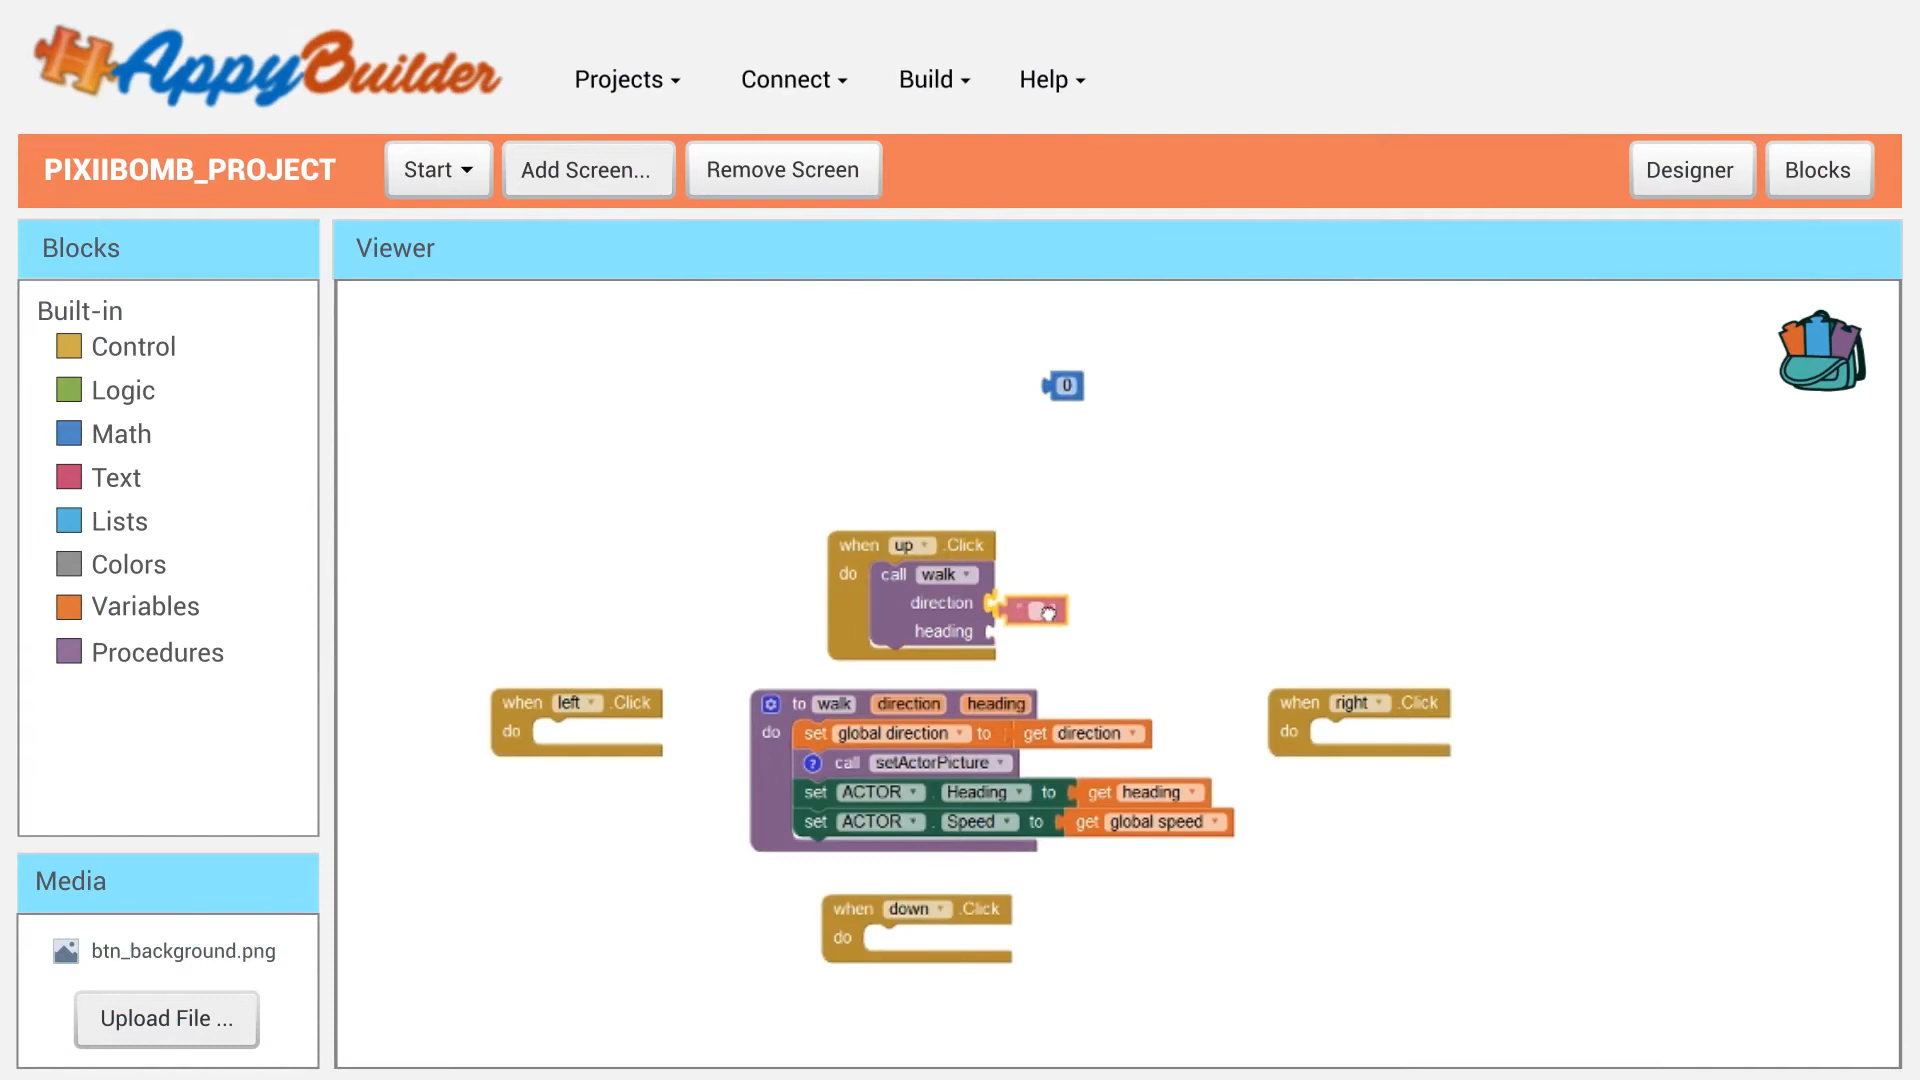 HAppyBuilder
Projects
Connect
Build
Help
PIXIIBOMB_PROJECT
Start
Add Screen...
Remove Screen
Designer
Blocks
Blocks
Viewer
Built-in
Control
Logic
Math
Text
Lists
Colors
Variables
Procedures
0
when up .Click
do call walk
direction " "
heading
when left .Click
do
to walk direction heading
do set global direction to get direction
? call setActorPicture
set ACTOR . Heading to get heading
set ACTOR . Speed to get global speed
when right .Click
do
when down .Click
do
Media
btn_background.png
Upload File ...